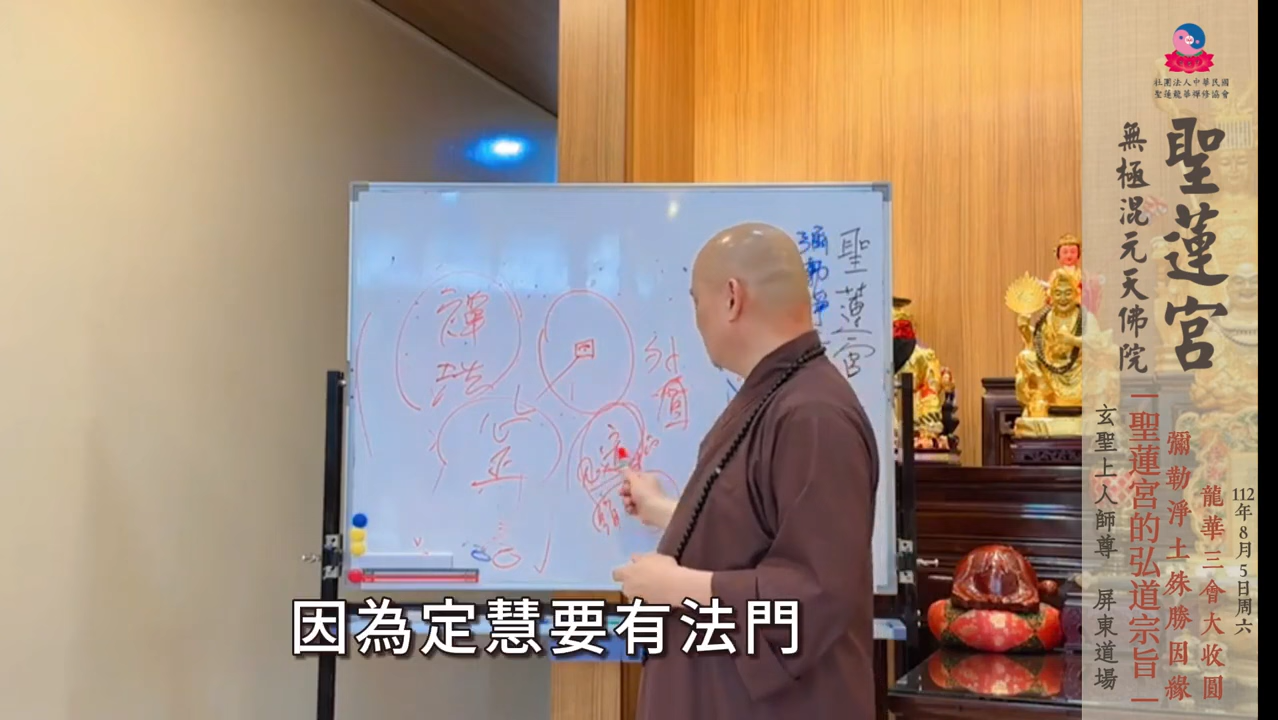 社團法人中華民國
聖蓮龍華禪修協會
聖蓮宮
無極混元天佛院
112年8月5日周六
龍華三會大收圓
彌勒淨土殊勝因緣
聖蓮宮的弘道宗旨
玄聖上人師尊 屏東道場
聖蓮宮
彌勒淨
禪
因
外
定
因為定慧要有法門